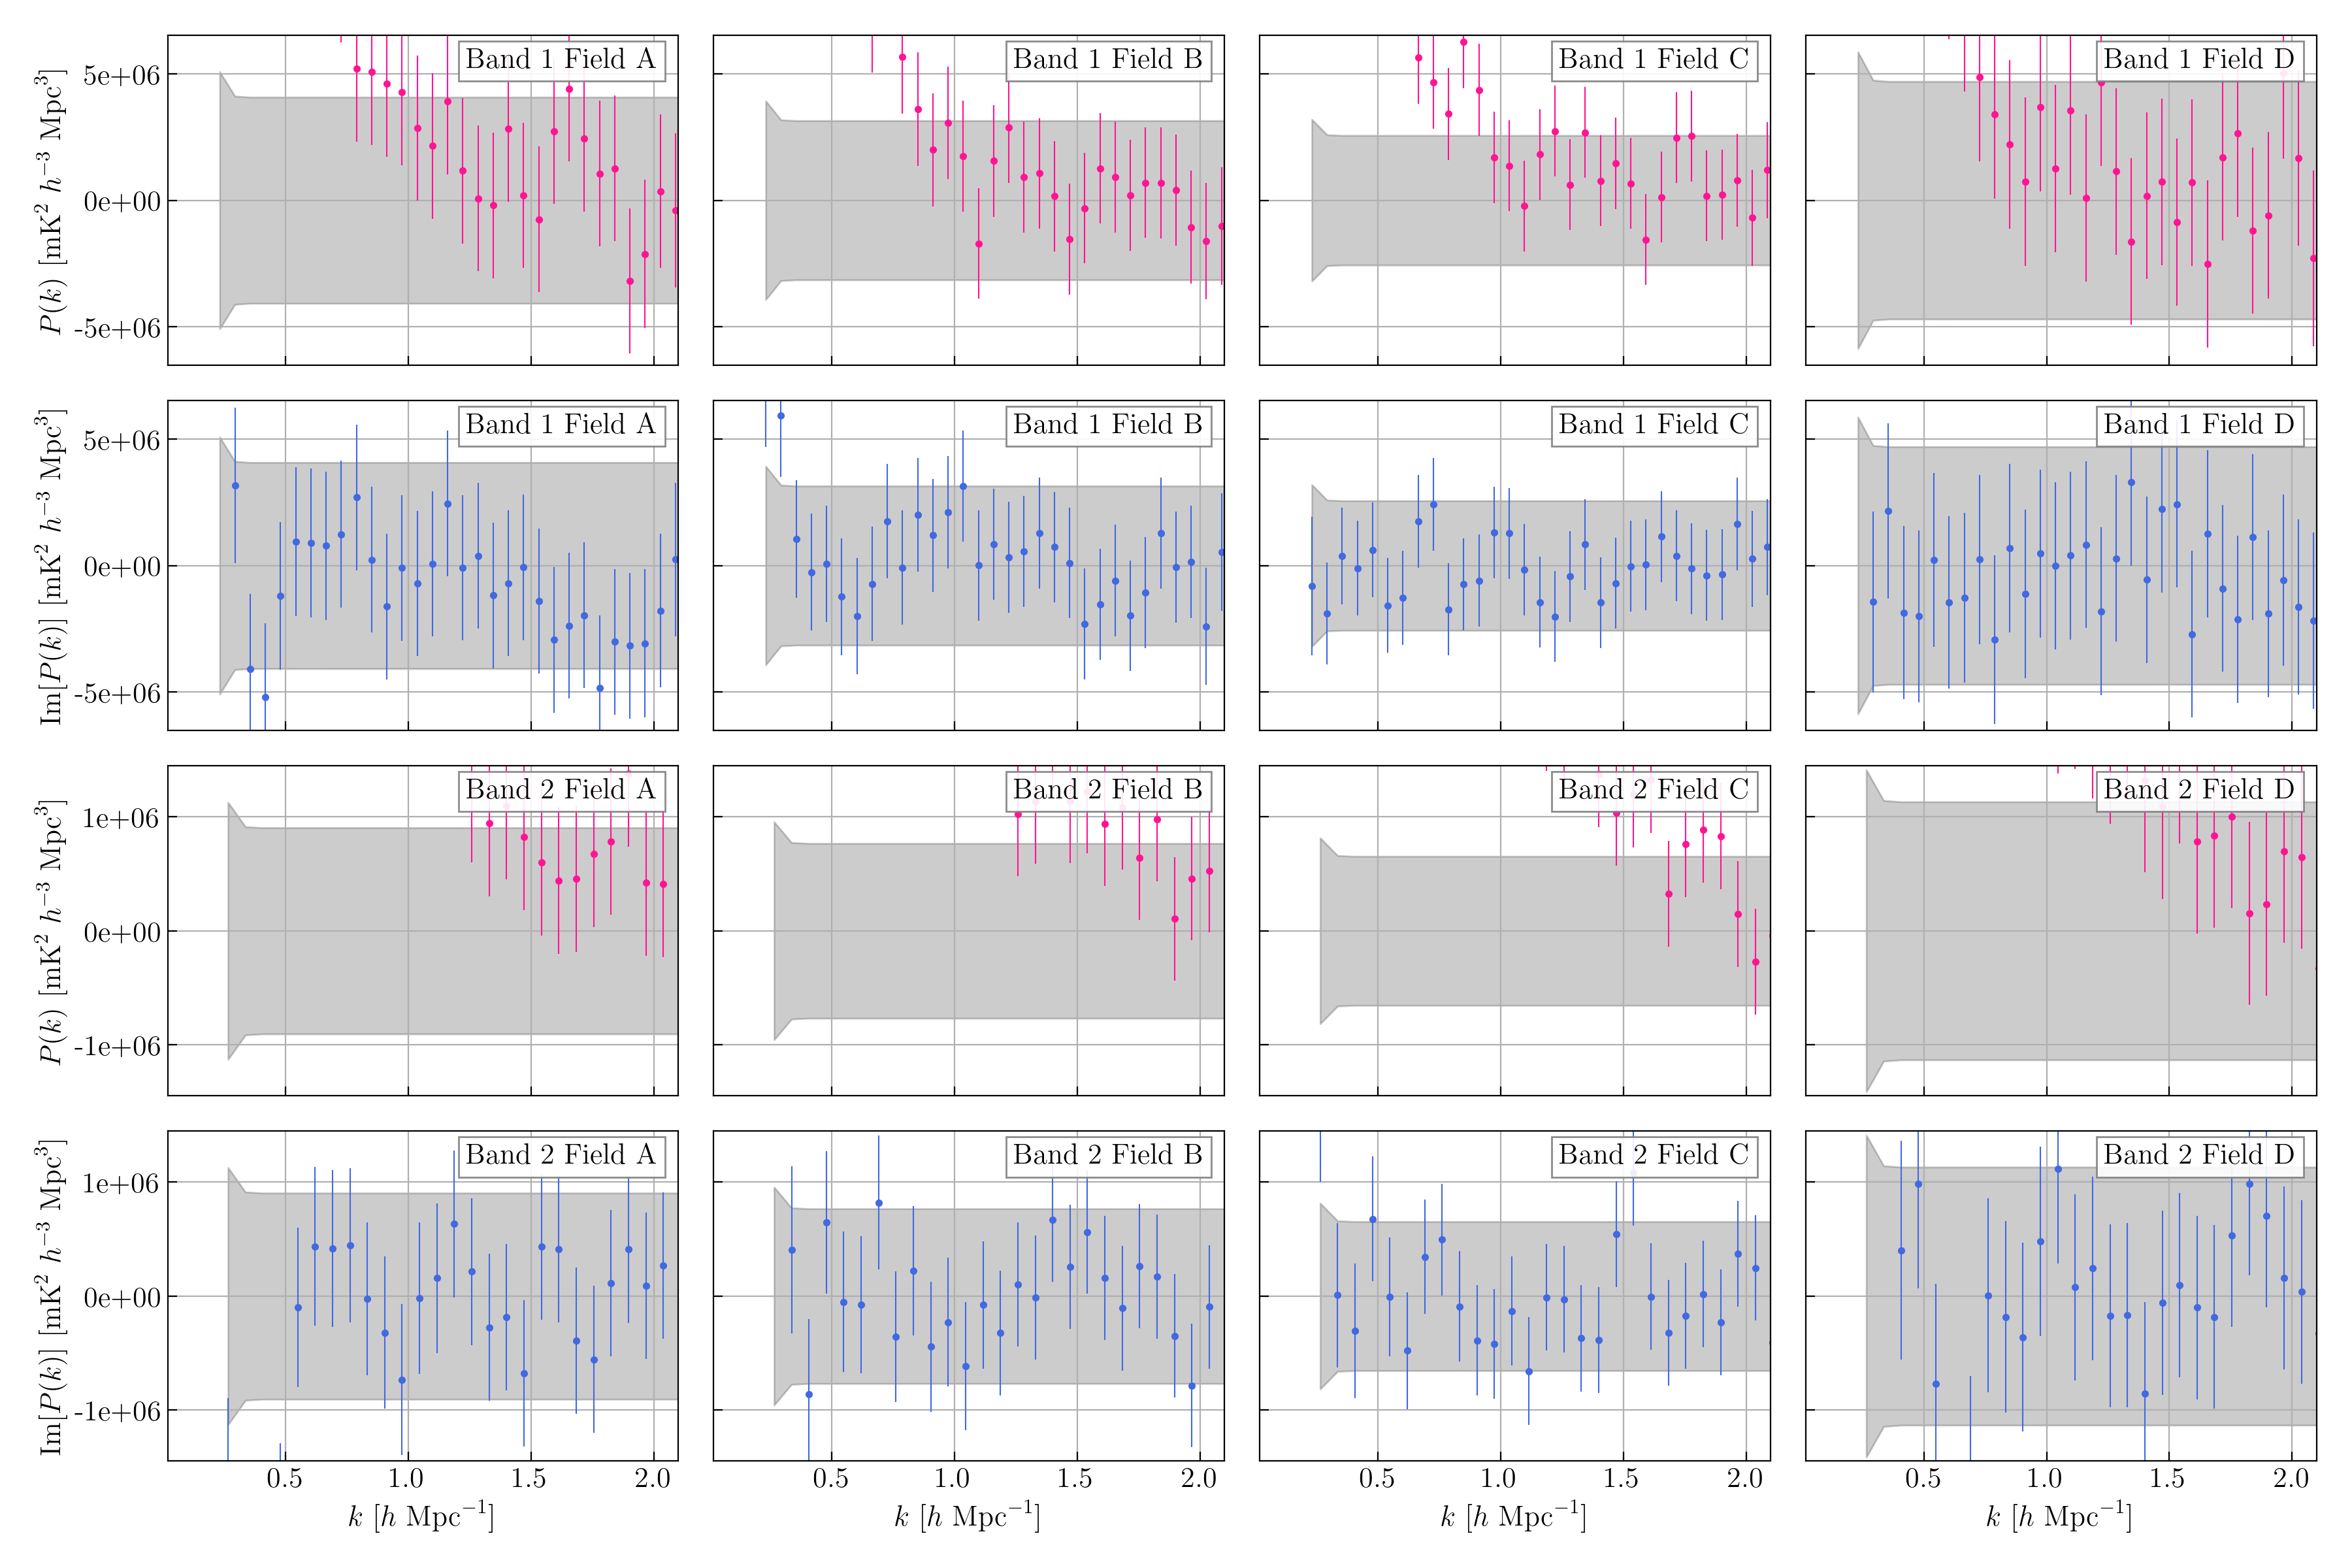 Band 1 Field A
Band 1 Field B
Band 1 Field C
Band 1 Field D
P(k) [mK² h⁻³ Mpc³]
5e+06
0e+00
-5e+06
Band 1 Field A
Band 1 Field B
Band 1 Field C
Band 1 Field D
Im[P(k)] [mK² h⁻³ Mpc³]
5e+06
0e+00
-5e+06
Band 2 Field A
Band 2 Field B
Band 2 Field C
Band 2 Field D
P(k) [mK² h⁻³ Mpc³]
1e+06
0e+00
-1e+06
Band 2 Field A
Band 2 Field B
Band 2 Field C
Band 2 Field D
Im[P(k)] [mK² h⁻³ Mpc³]
1e+06
0e+00
-1e+06
0.5 1.0 1.5 2.0
0.5 1.0 1.5 2.0
0.5 1.0 1.5 2.0
0.5 1.0 1.5 2.0
k [h Mpc⁻¹]
k [h Mpc⁻¹]
k [h Mpc⁻¹]
k [h Mpc⁻¹]